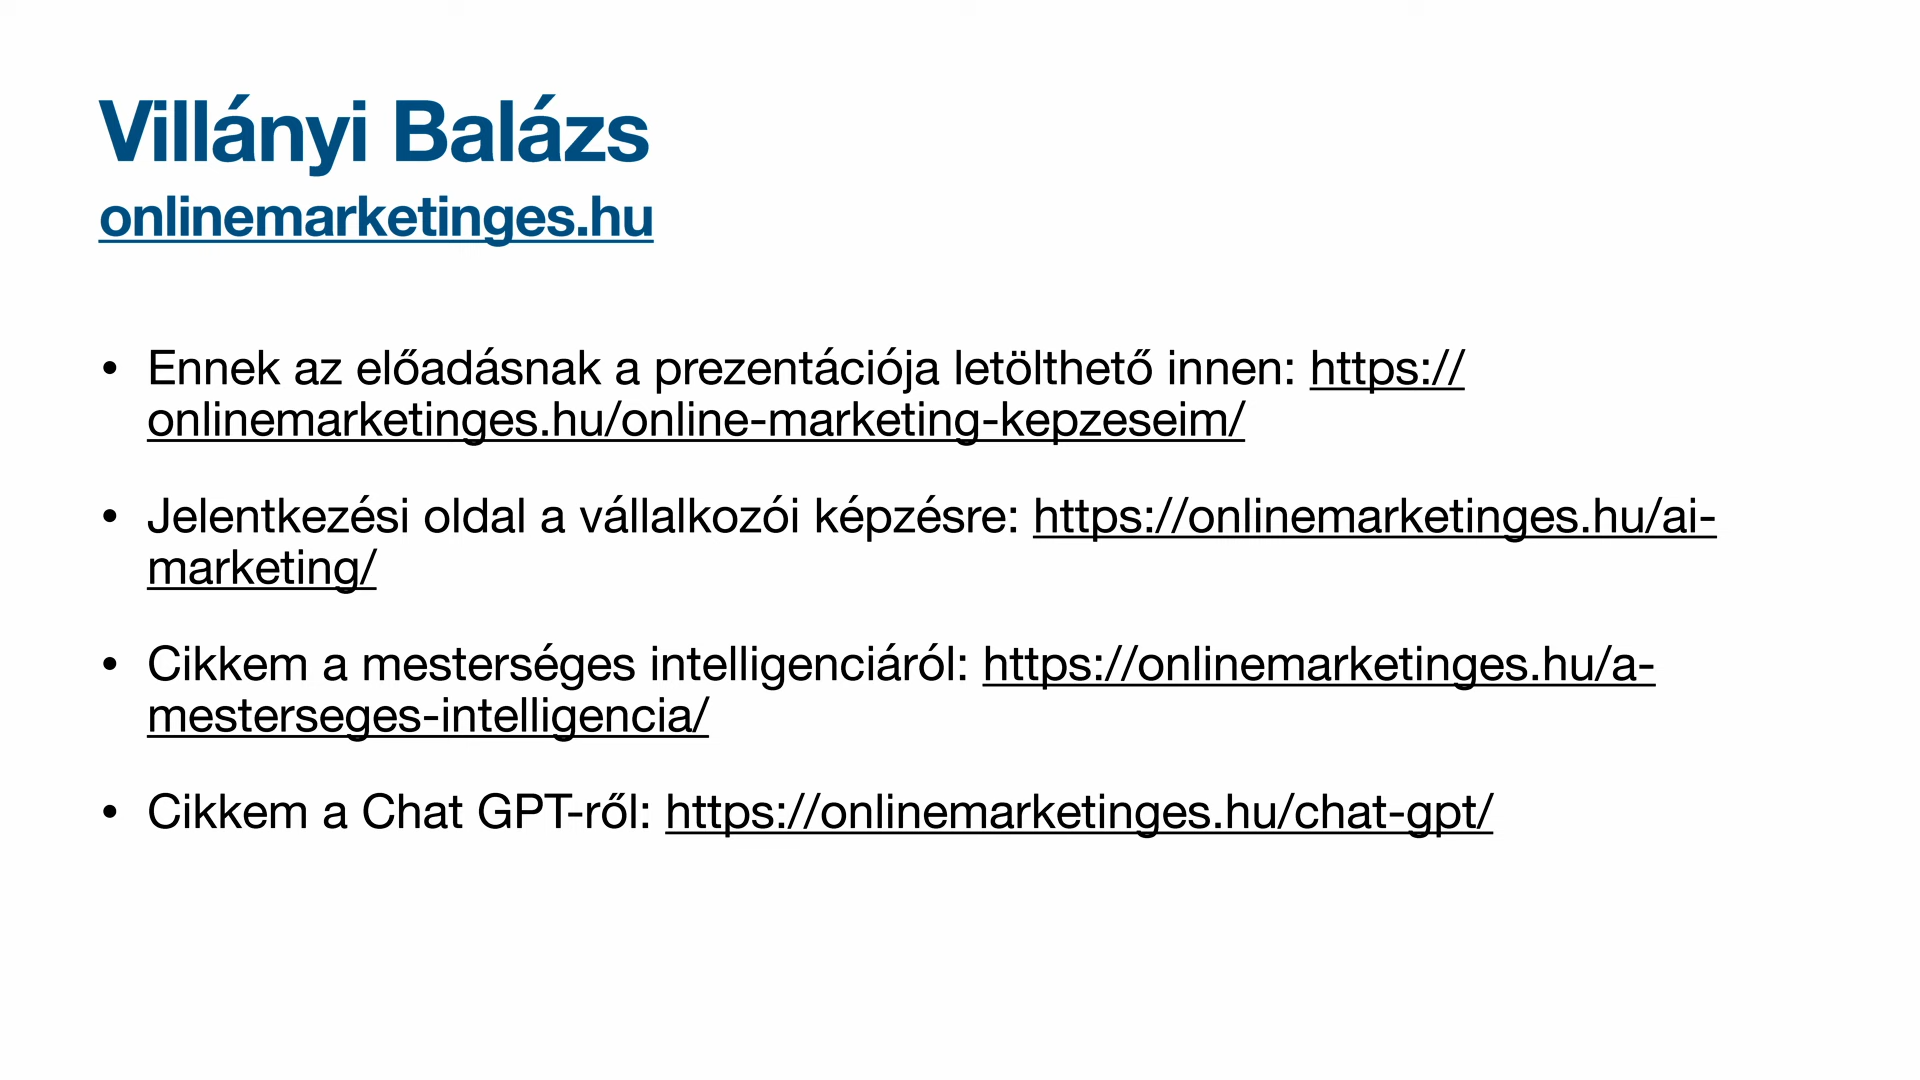 Villányi Balázs
onlinemarketinges.hu
• Ennek az előadásnak a prezentációja letölthető innen: https://
onlinemarketinges.hu/online-marketing-kepzeseim/
• Jelentkezési oldal a vállalkozói képzésre: https://onlinemarketinges.hu/ai-
marketing/
• Cikkem a mesterséges intelligenciáról: https://onlinemarketinges.hu/a-
mesterseges-intelligencia/
• Cikkem a Chat GPT-ről: https://onlinemarketinges.hu/chat-gpt/